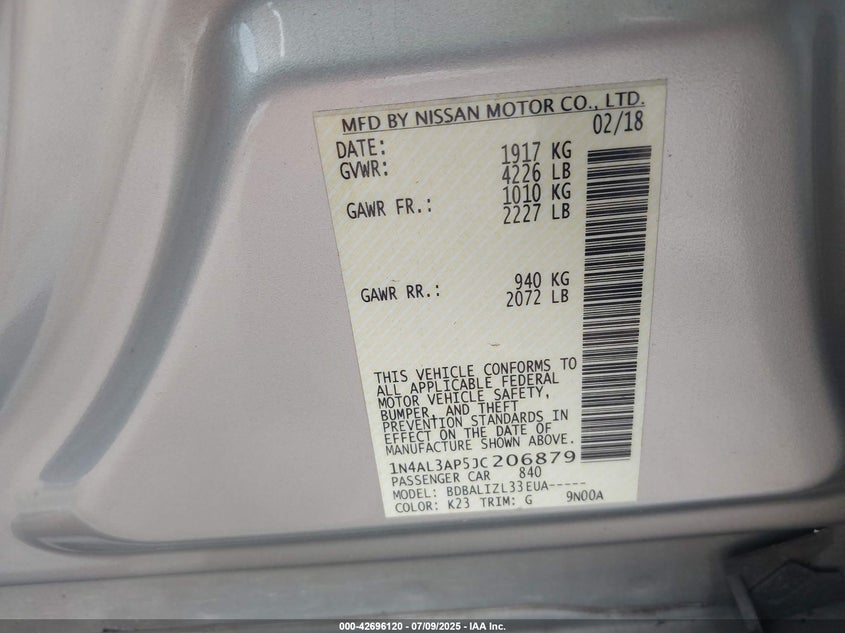 MFD BY NISSAN MOTOR CO., LTD.
DATE: 02/18
GVWR: 1917 KG
4226 LB
GAWR FR.: 1010 KG
2227 LB
GAWR RR.: 940 KG
2072 LB
THIS VEHICLE CONFORMS TO
ALL APPLICABLE FEDERAL
MOTOR VEHICLE SAFETY,
BUMPER, AND THEFT
PREVENTION STANDARDS IN
EFFECT ON THE DATE OF
MANUFACTURE SHOWN ABOVE.
1N4AL3AP5JC206879
PASSENGER CAR 840
MODEL: BDBALIZL33EUA-----
COLOR: K23 TRIM: G 9N00A
000-42696120 - 07/09/2025 - IAA Inc.